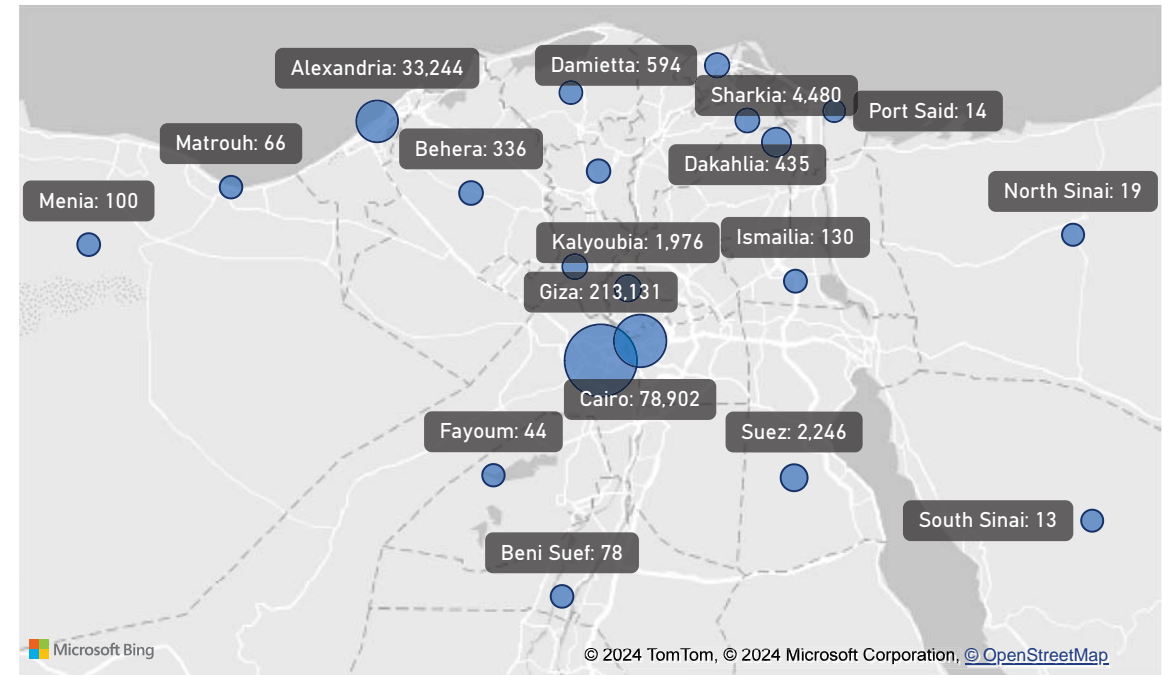 Alexandria: 33,244
Damietta: 594
Sharkia: 4,480
Port Said: 14
Matrouh: 66
Behera: 336
Dakahlia: 435
Menia: 100
North Sinai: 19
Kalyoubia: 1,976
Ismailia: 130
Giza: 213,131
Cairo: 78,902
Fayoum: 44
Suez: 2,246
South Sinai: 13
Beni Suef: 78
Microsoft Bing
© 2024 TomTom, © 2024 Microsoft Corporation, © OpenStreetMap